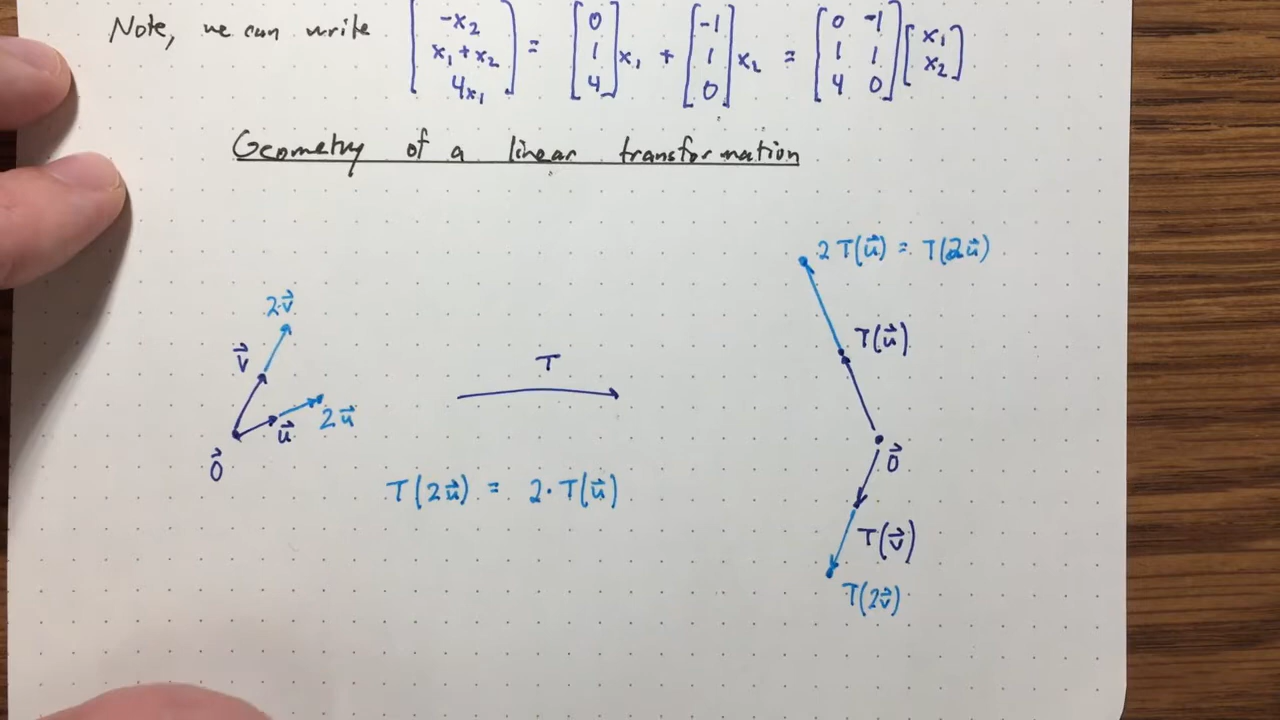 Note, we can write [-x₂; x₁ + x₂; 4x₁] = [0; 1; 4] x₁ + [-1; 1; 0] x₂ = [0 -1; 1 1; 4 0] [x₁; x₂]
Geometry of a linear transformation
2T(u⃗) = T(2u⃗)
2v⃗
v⃗
T
T(u⃗)
2u⃗
u⃗
0⃗
0⃗
T(2u⃗) = 2·T(u⃗)
T(v⃗)
T(2v⃗)